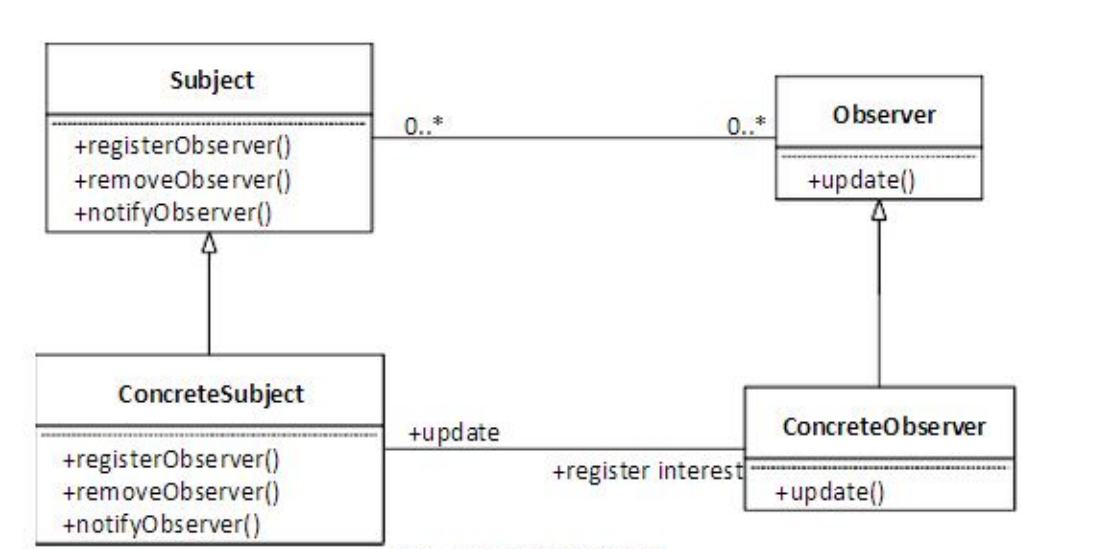 Subject
+registerObserver()
+removeObserver()
+notifyObserver()
0..*
0..*
Observer
+update()
ConcreteSubject
+registerObserver()
+removeObserver()
+notifyObserver()
+update
+register interest
ConcreteObserver
+update()